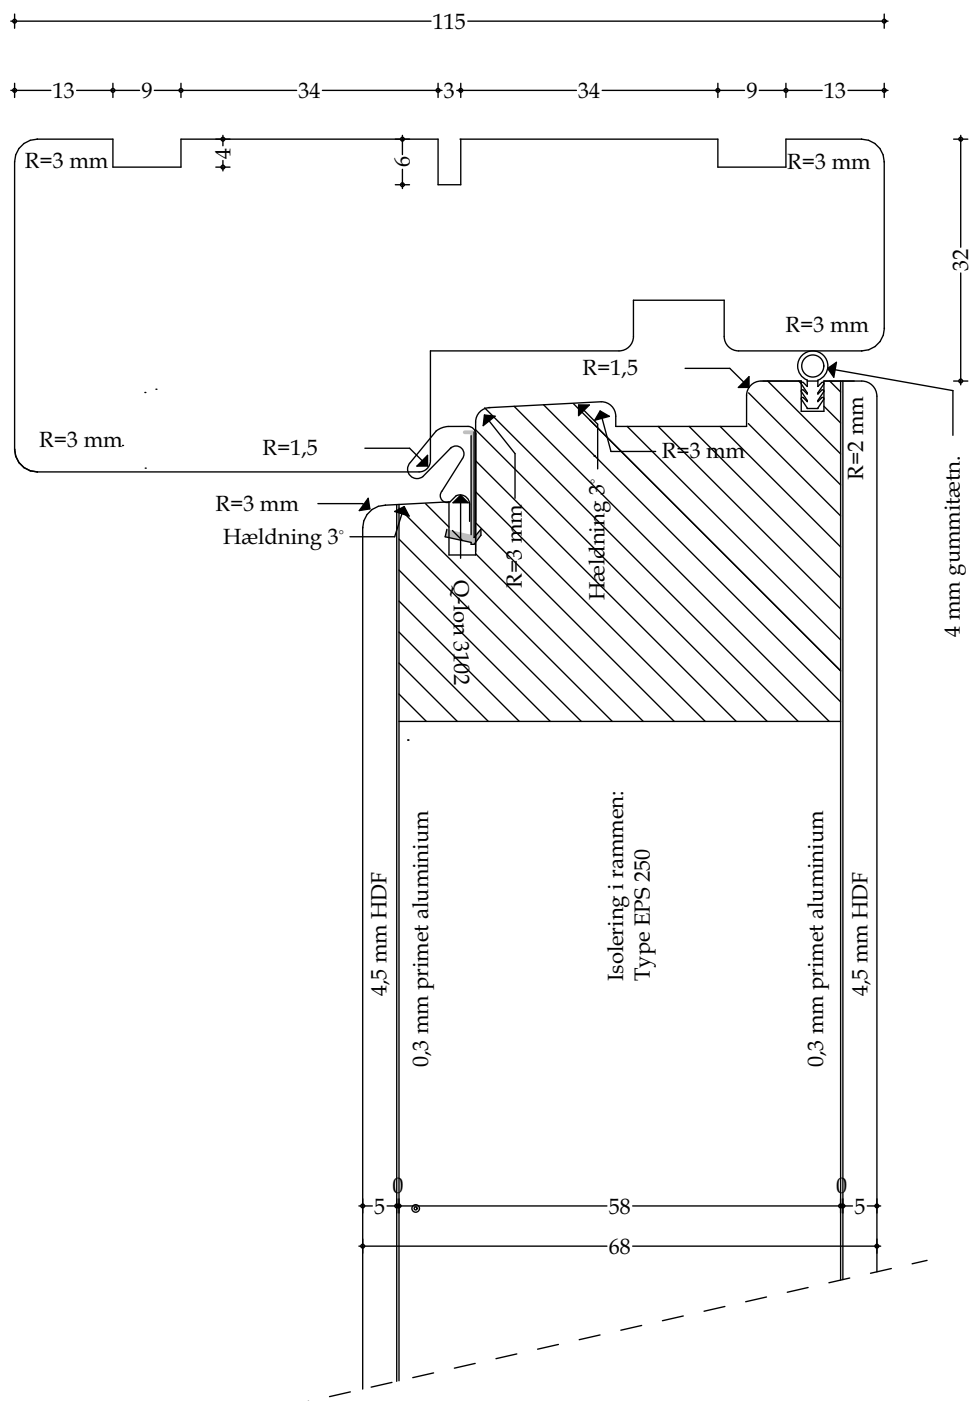 115
13
9
34
3
34
9
13
R=3 mm
4
6
R=3 mm
32
R=3 mm
R=1,5
R=3 mm
R=1,5
R=3 mm
R=2 mm
R=3 mm
Hældning 3°
R=3 mm
Hældning 3°
Q-lon 3102
4 mm gummitætn.
4,5 mm HDF
0,3 mm primet aluminium
Isolering i rammen:
Type EPS 250
0,3 mm primet aluminium
4,5 mm HDF
0
0
5
58
5
68